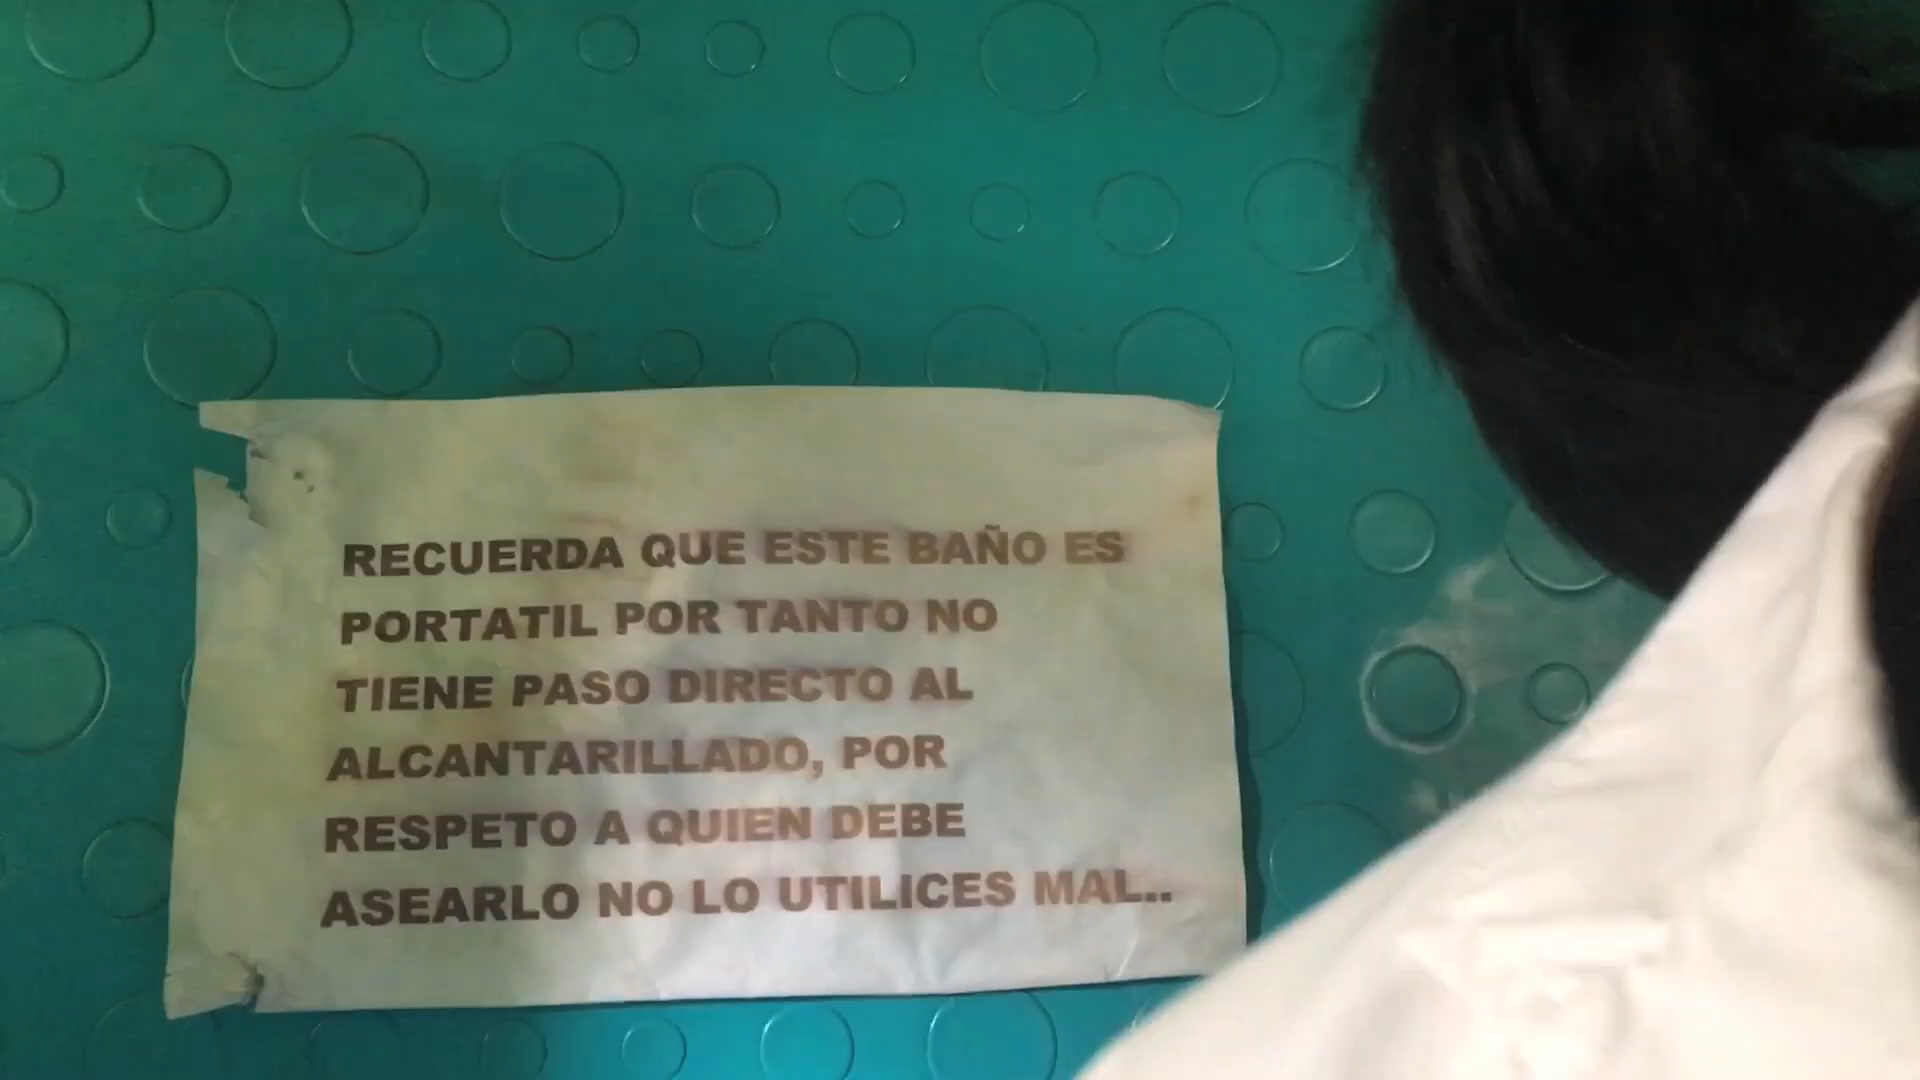 RECUERDA QUE ESTE BAÑO ES
PORTATIL POR TANTO NO
TIENE PASO DIRECTO AL
ALCANTARILLADO, POR
RESPETO A QUIEN DEBE
ASEARLO NO LO UTILICES MAL..